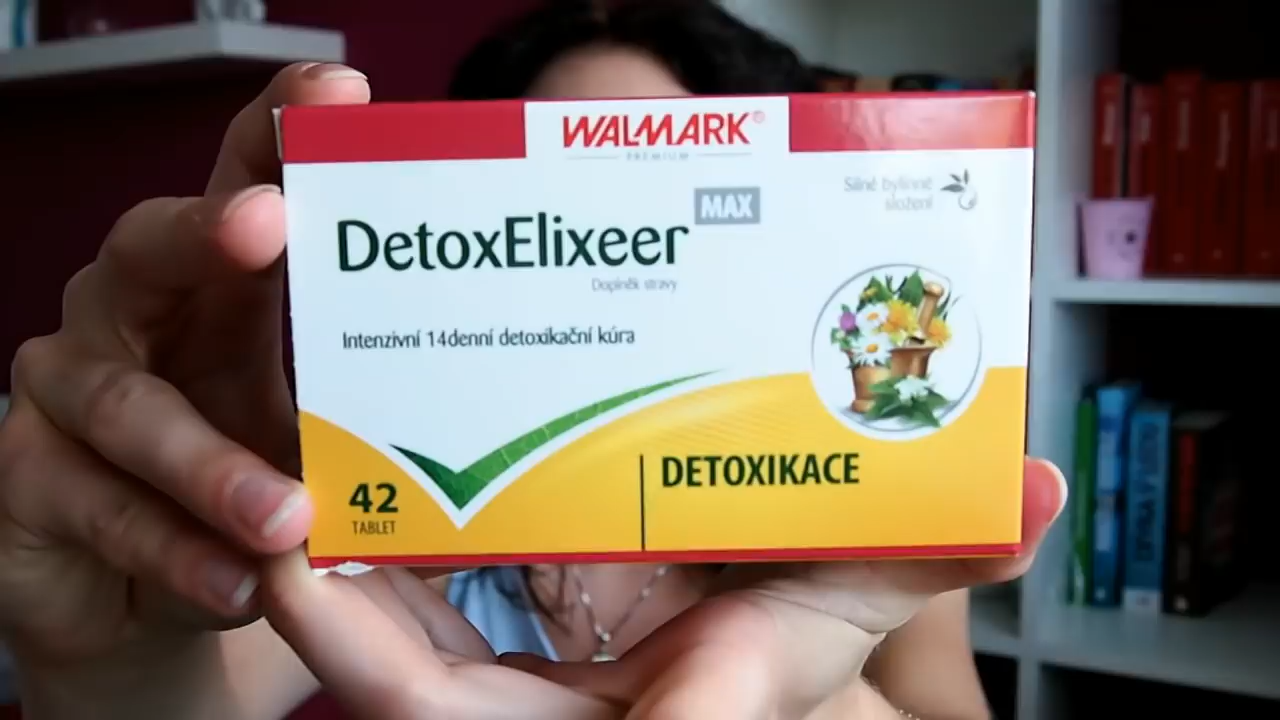 WALMARK®
PREMIUM
Silné bylinné
složení
MAX
DetoxElixeer
Doplněk stravy
Intenzivní 14denní detoxikační kúra
DETOXIKACE
42
TABLET